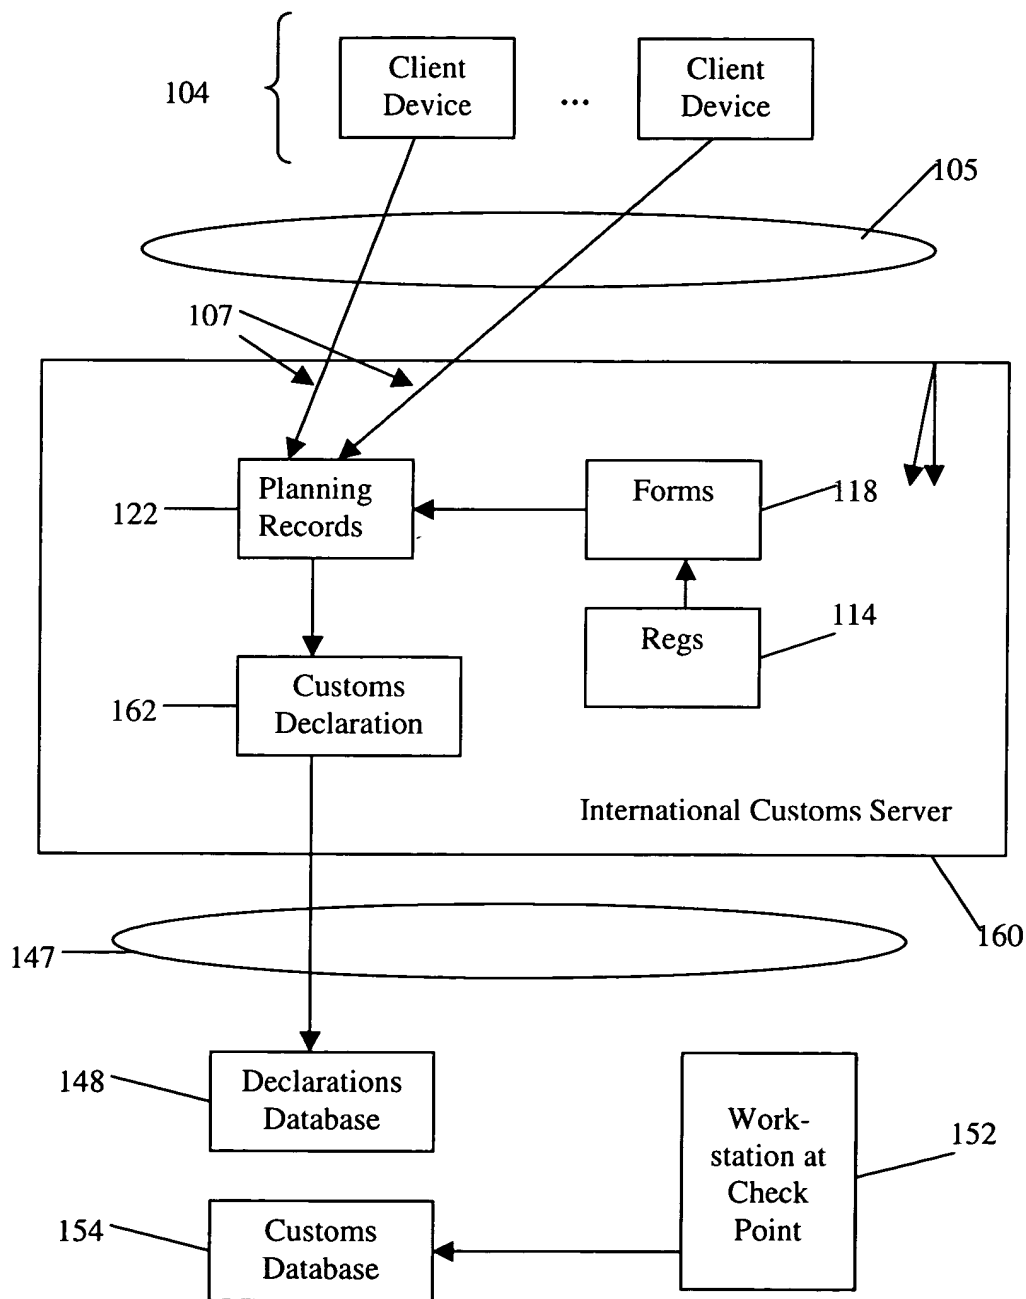 Client
Device
...
Client
Device
104
105
107
Planning
Records
122
Forms
118
Regs
114
Customs
Declaration
162
International Customs Server
160
147
Declarations
Database
148
Work-
station at
Check
Point
152
Customs
Database
154